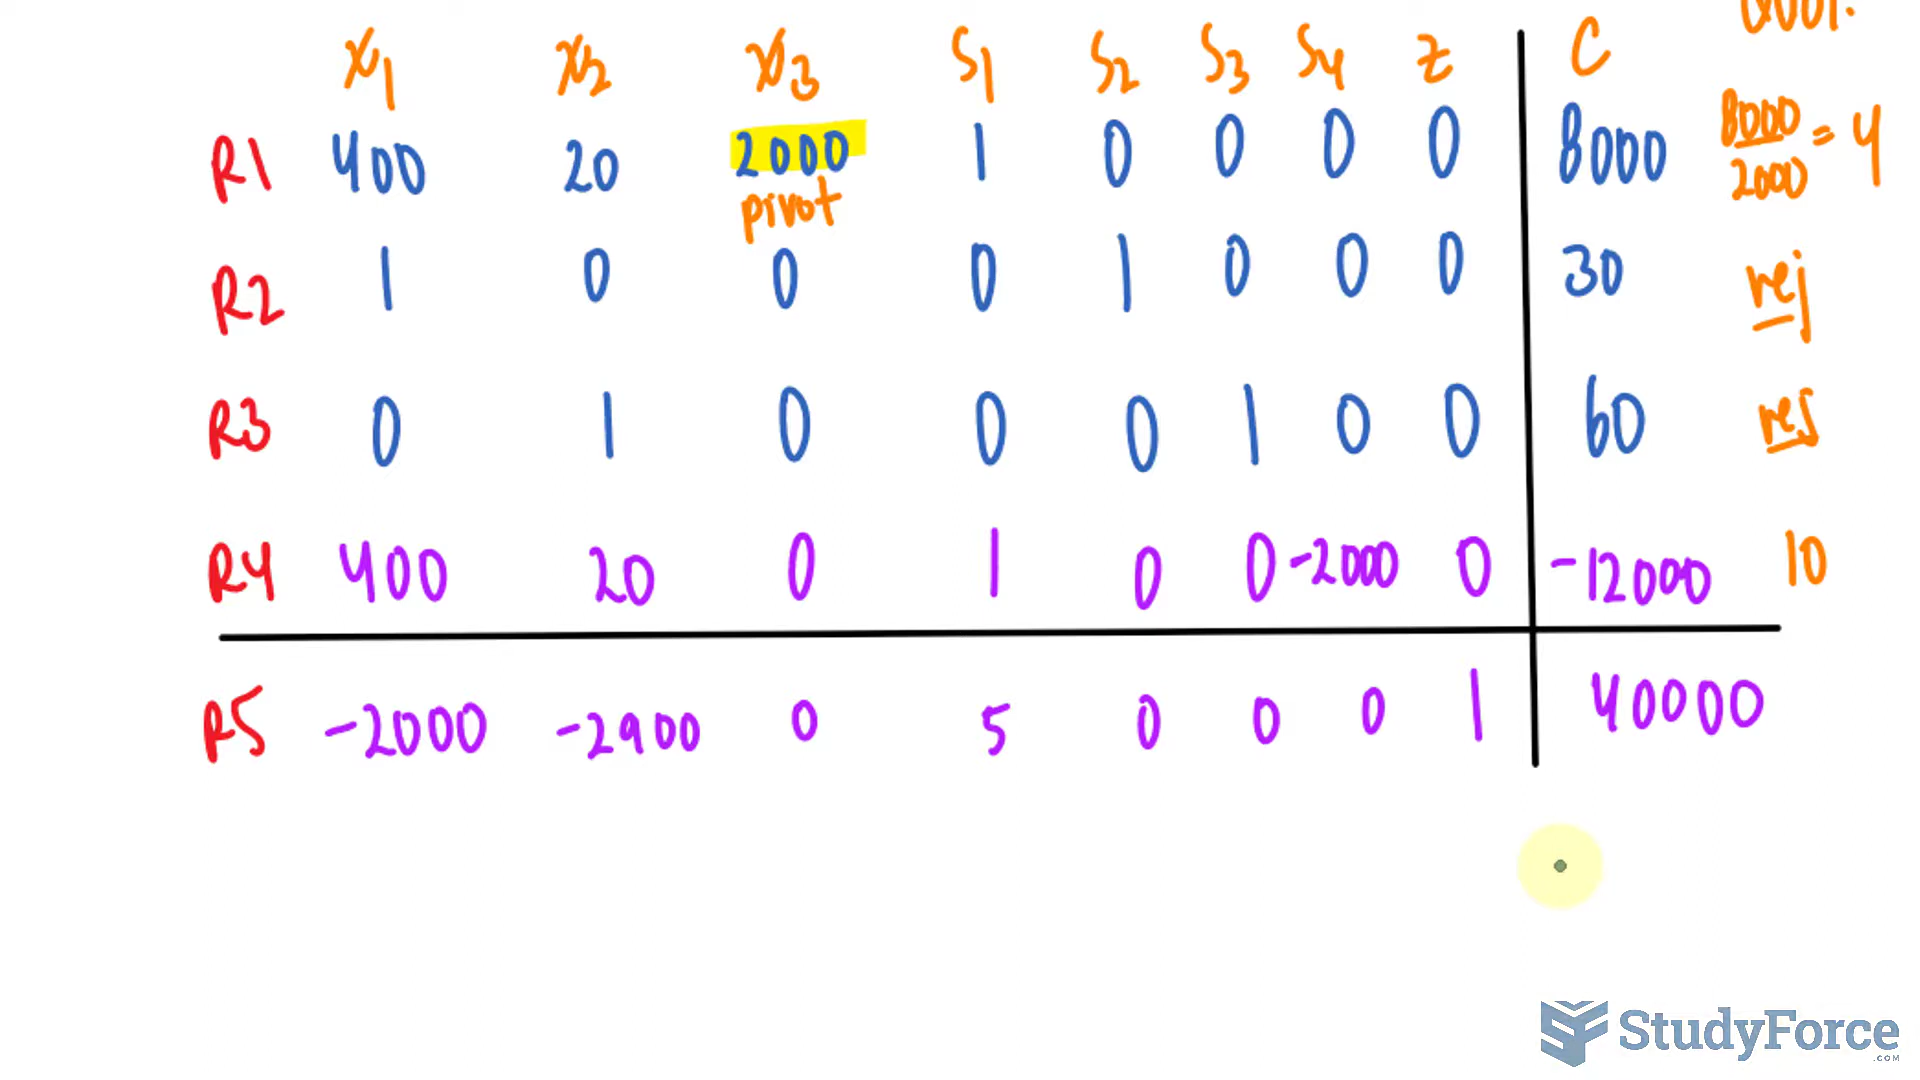 Quot.
x1 x2 x3 s1 s2 s3 s4 z C
R1 400 20 2000 1 0 0 0 0 8000 8000/2000 = 4
pivot
R2 1 0 0 0 1 0 0 0 30 rej
R3 0 1 0 0 0 1 0 0 60 rej
R4 400 20 0 1 0 0 -2000 0 -12000 10
R5 -2000 -2900 0 5 0 0 0 1 40000
StudyForce
.COM